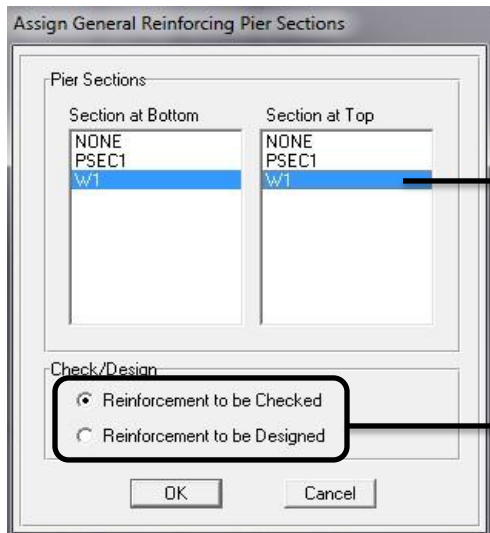 Assign General Reinforcing Pier Sections
Pier Sections
Section at Bottom
NONE
PSEC1
W1
Section at Top
NONE
PSEC1
W1
Check/Design
Reinforcement to be Checked
Reinforcement to be Designed
OK
Cancel